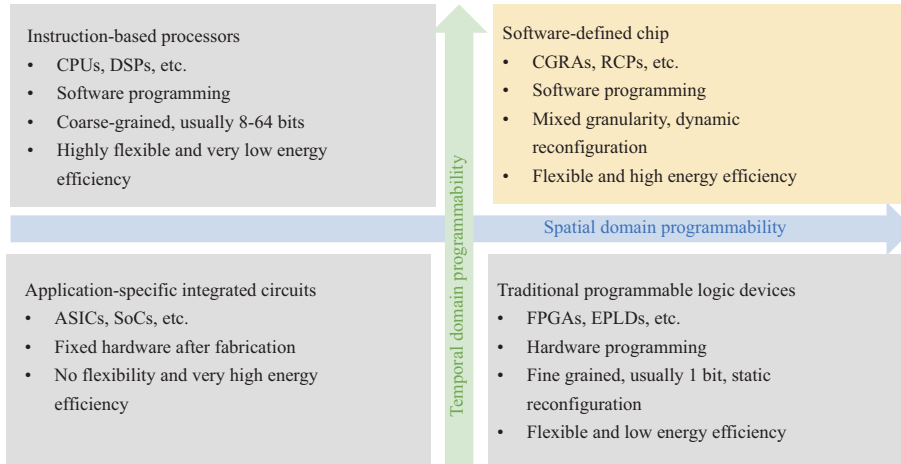 Instruction-based processors
• CPUs, DSPs, etc.
• Software programming
• Coarse-grained, usually 8-64 bits
• Highly flexible and very low energy
efficiency
Software-defined chip
• CGRAs, RCPs, etc.
• Software programming
• Mixed granularity, dynamic
reconfiguration
• Flexible and high energy efficiency
Spatial domain programmability
Temporal domain programmability
Application-specific integrated circuits
• ASICs, SoCs, etc.
• Fixed hardware after fabrication
• No flexibility and very high energy
efficiency
Traditional programmable logic devices
• FPGAs, EPLDs, etc.
• Hardware programming
• Fine grained, usually 1 bit, static
reconfiguration
• Flexible and low energy efficiency